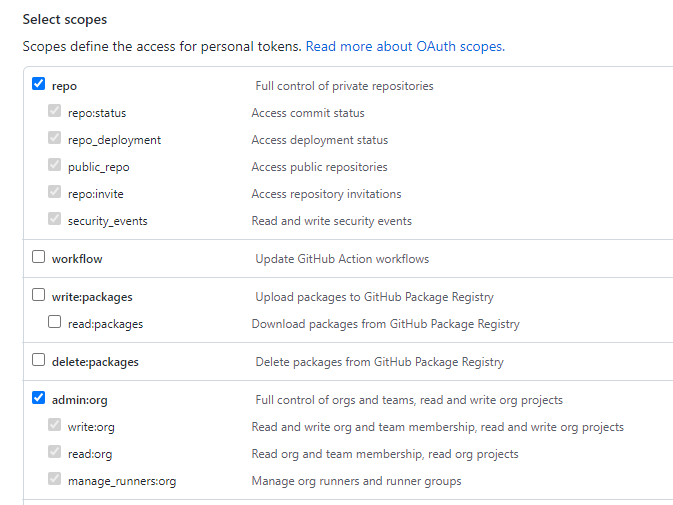 Select scopes
Scopes define the access for personal tokens. Read more about OAuth scopes.
repo Full control of private repositories
repo:status Access commit status
repo_deployment Access deployment status
public_repo Access public repositories
repo:invite Access repository invitations
security_events Read and write security events
workflow Update GitHub Action workflows
write:packages Upload packages to GitHub Package Registry
read:packages Download packages from GitHub Package Registry
delete:packages Delete packages from GitHub Package Registry
admin:org Full control of orgs and teams, read and write org projects
write:org Read and write org and team membership, read and write org projects
read:org Read org and team membership, read org projects
manage_runners:org Manage org runners and runner groups